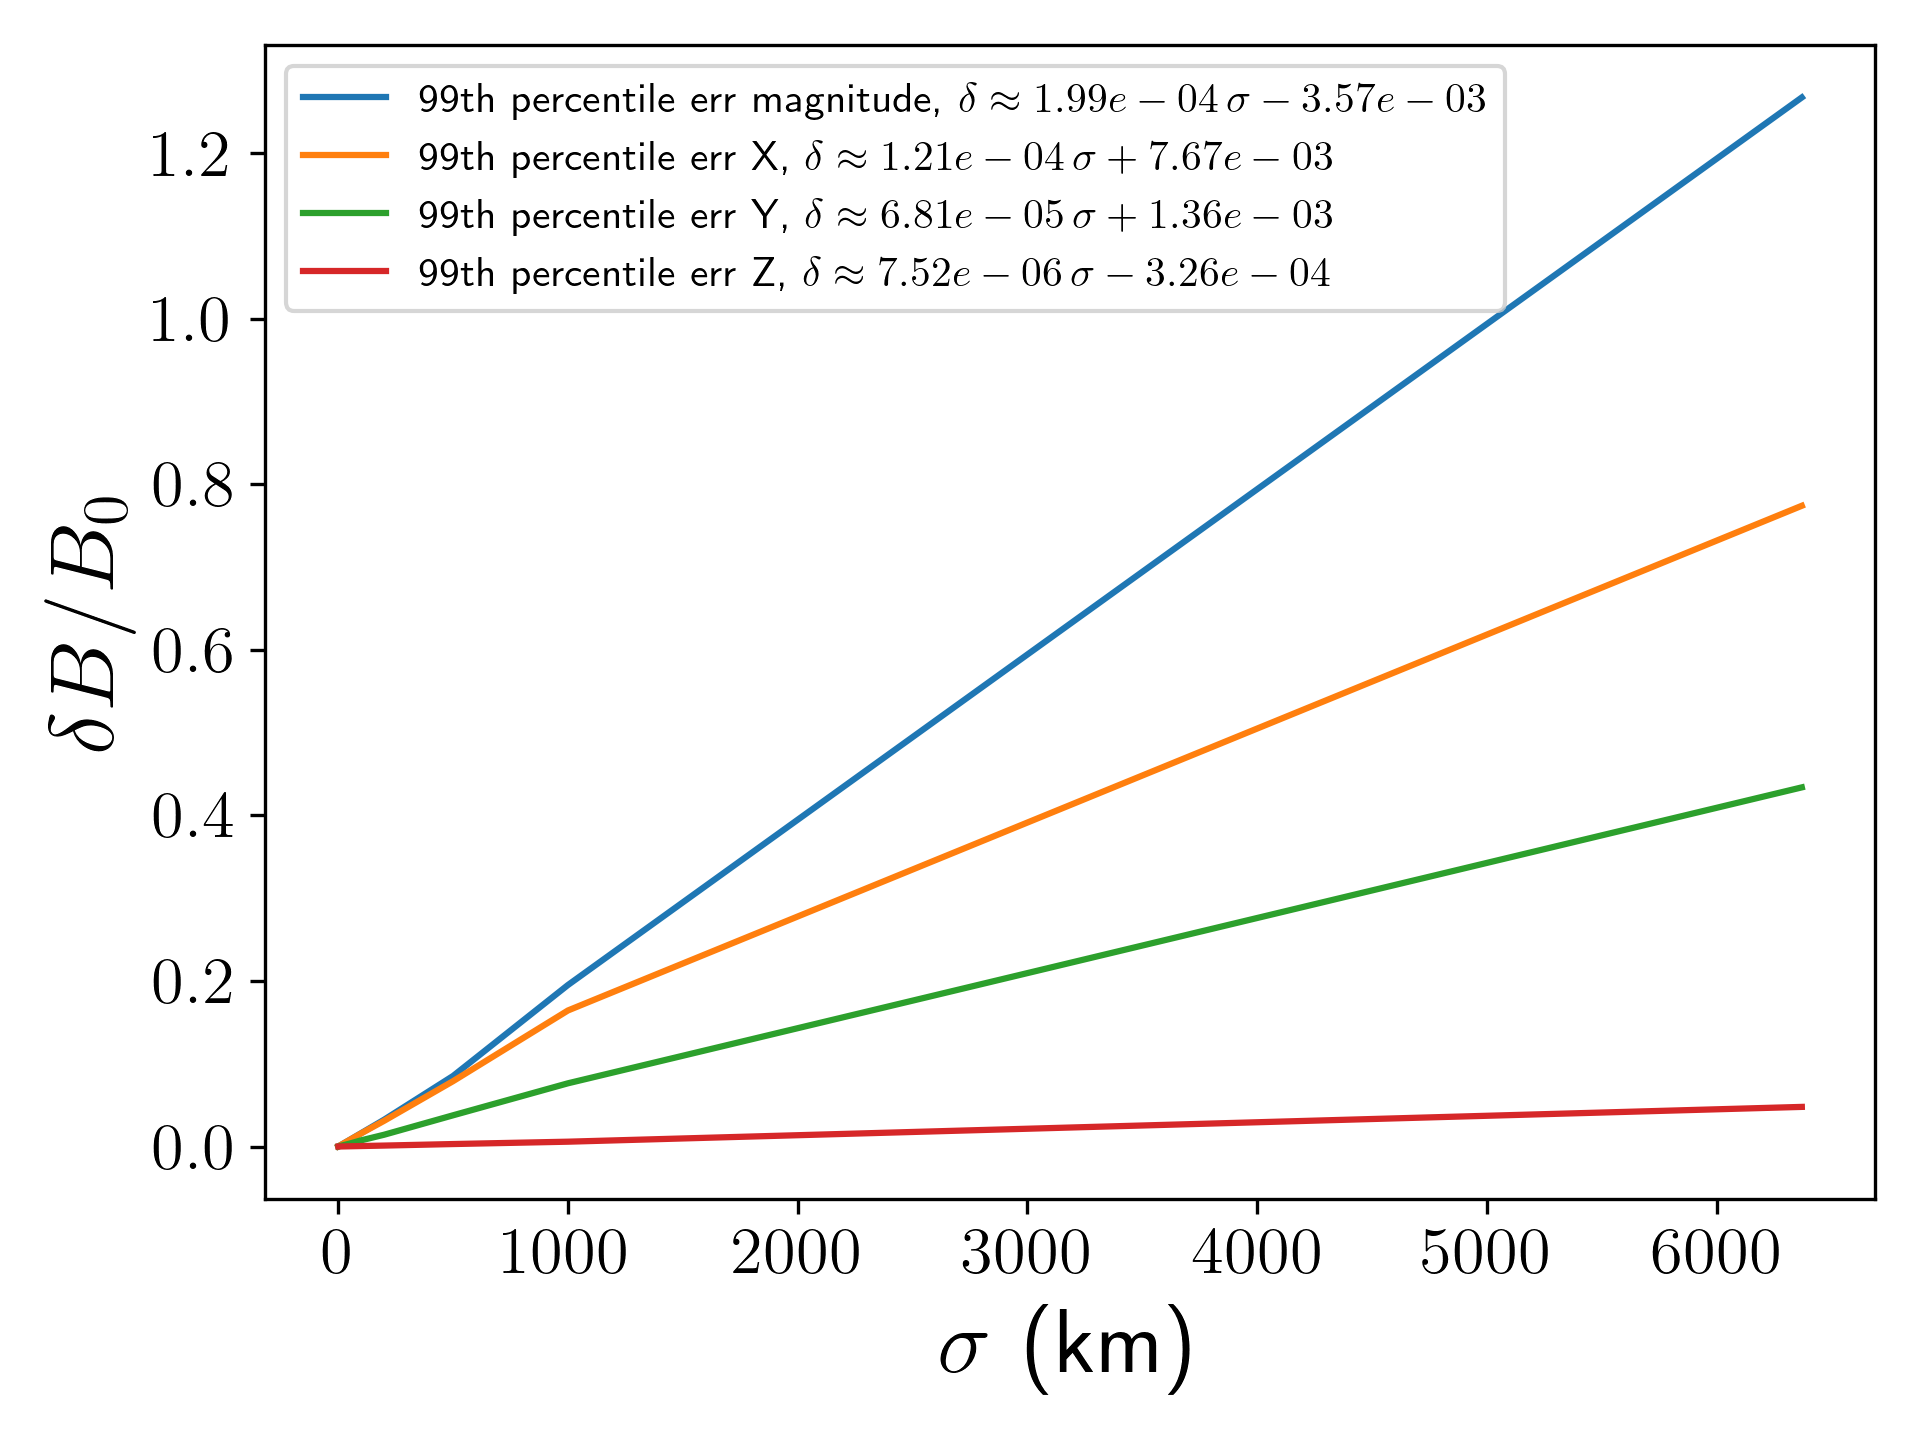 99th percentile err magnitude, δ ≈ 1.99e − 04 σ − 3.57e − 03
99th percentile err X, δ ≈ 1.21e − 04 σ + 7.67e − 03
99th percentile err Y, δ ≈ 6.81e − 05 σ + 1.36e − 03
99th percentile err Z, δ ≈ 7.52e − 06 σ − 3.26e − 04
δB/B₀
1.2
1.0
0.8
0.6
0.4
0.2
0.0
0 1000 2000 3000 4000 5000 6000
σ (km)